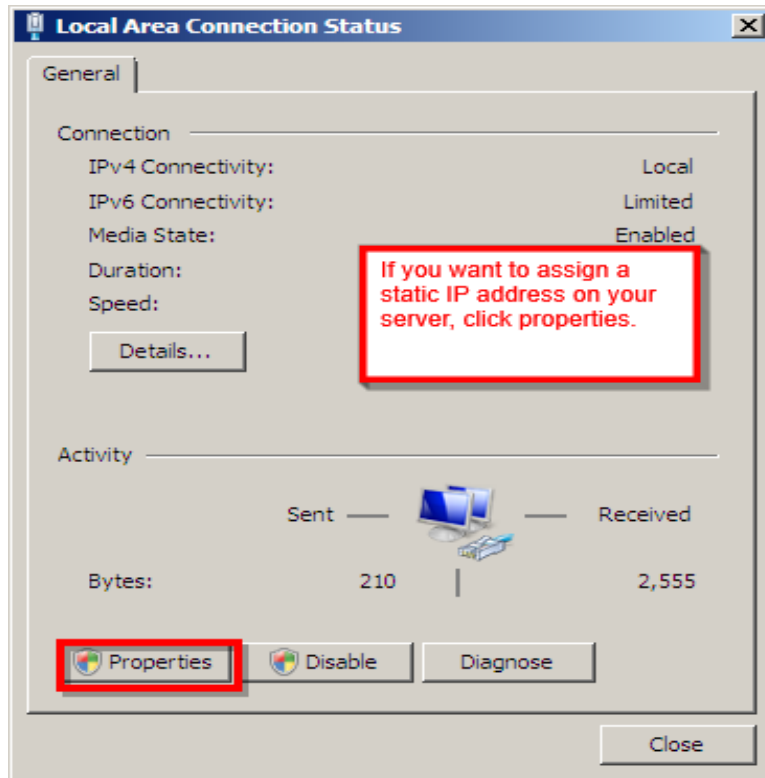 Local Area Connection Status
General
Connection
IPv4 Connectivity: Local
IPv6 Connectivity: Limited
Media State: Enabled
Duration:
Speed:
If you want to assign a
static IP address on your
server, click properties.
Details...
Activity
Sent Received
Bytes: 210 2,555
Properties Disable Diagnose
Close